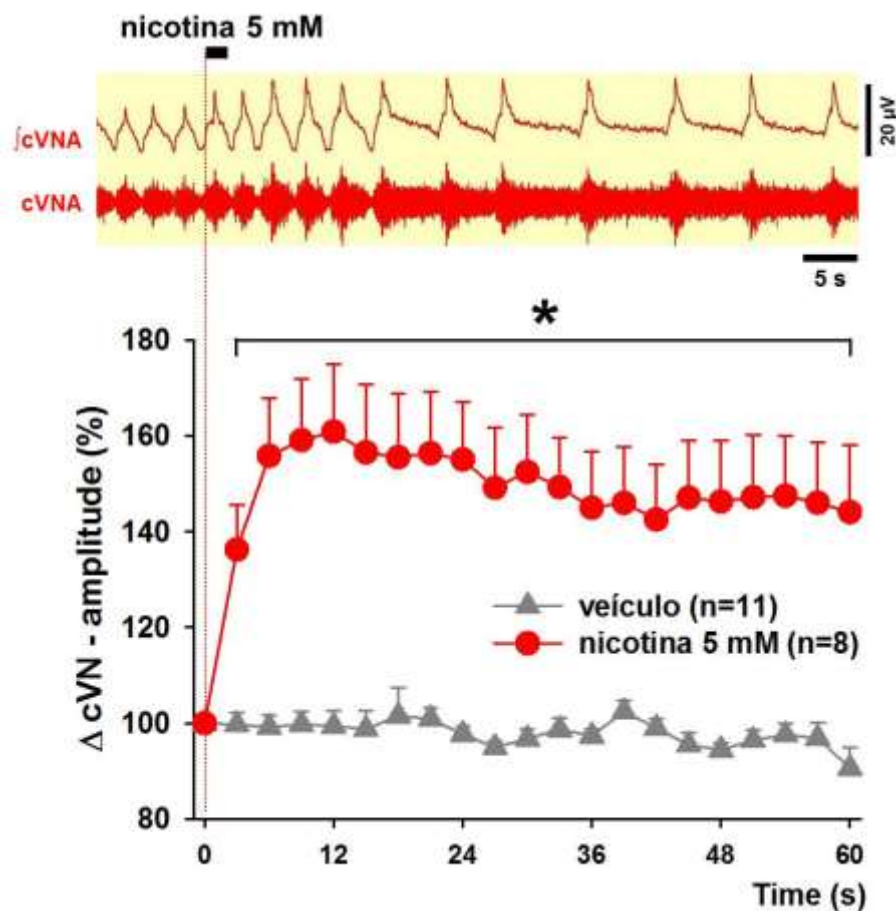 nicotina 5 mM
∫cVNA
20 µV
cVNA
5 s
*
180
160
140
120
100
80
Δ cVN - amplitude (%)
veículo (n=11)
nicotina 5 mM (n=8)
0 12 24 36 48 60
Time (s)